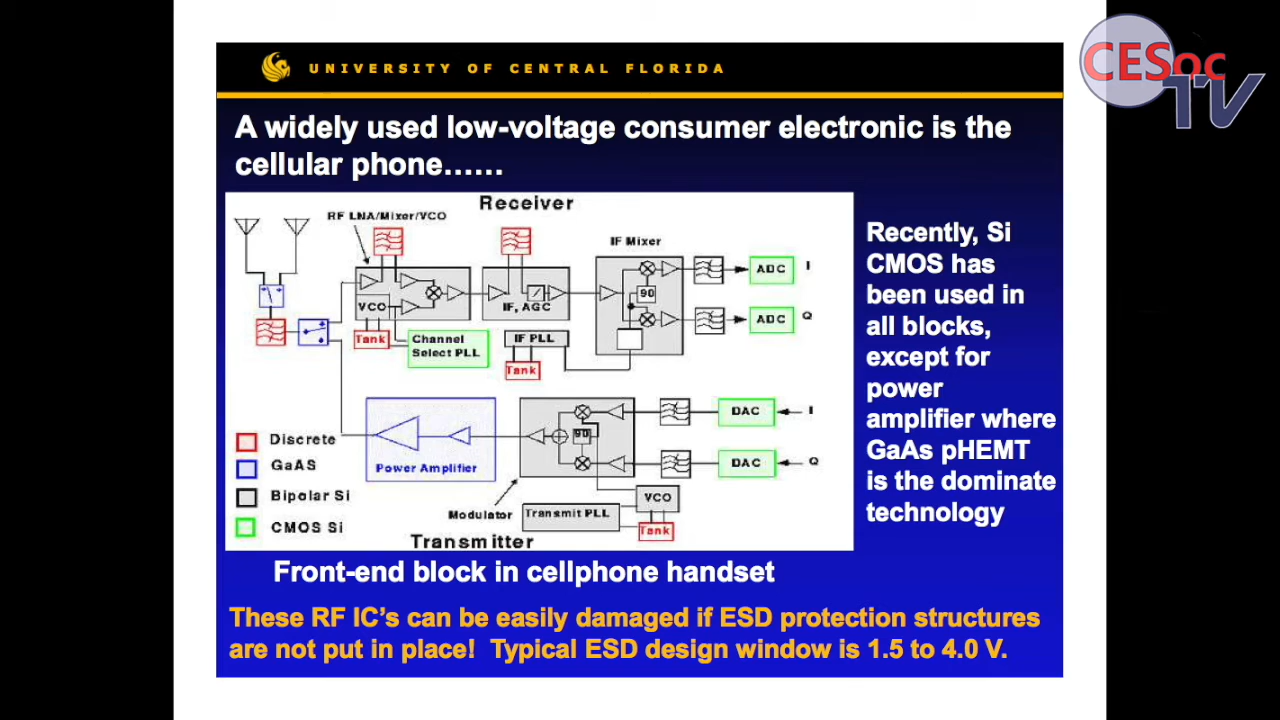 CESoc
TV
UNIVERSITY OF CENTRAL FLORIDA
A widely used low-voltage consumer electronic is the
cellular phone……
Receiver
RF LNA/Mixer/VCO
IF Mixer
ADC
I
90
VCO
IF, AGC
ADC
Q
Tank
Channel
Select PLL
IF PLL
Tank
DAC
I
90
Power Amplifier
DAC
Q
Discrete
GaAS
Bipolar Si
CMOS Si
VCO
Modulator
Transmit PLL
Tank
Transmitter
Recently, Si
CMOS has
been used in
all blocks,
except for
power
amplifier where
GaAs pHEMT
is the dominate
technology
Front-end block in cellphone handset
These RF IC's can be easily damaged if ESD protection structures
are not put in place! Typical ESD design window is 1.5 to 4.0 V.